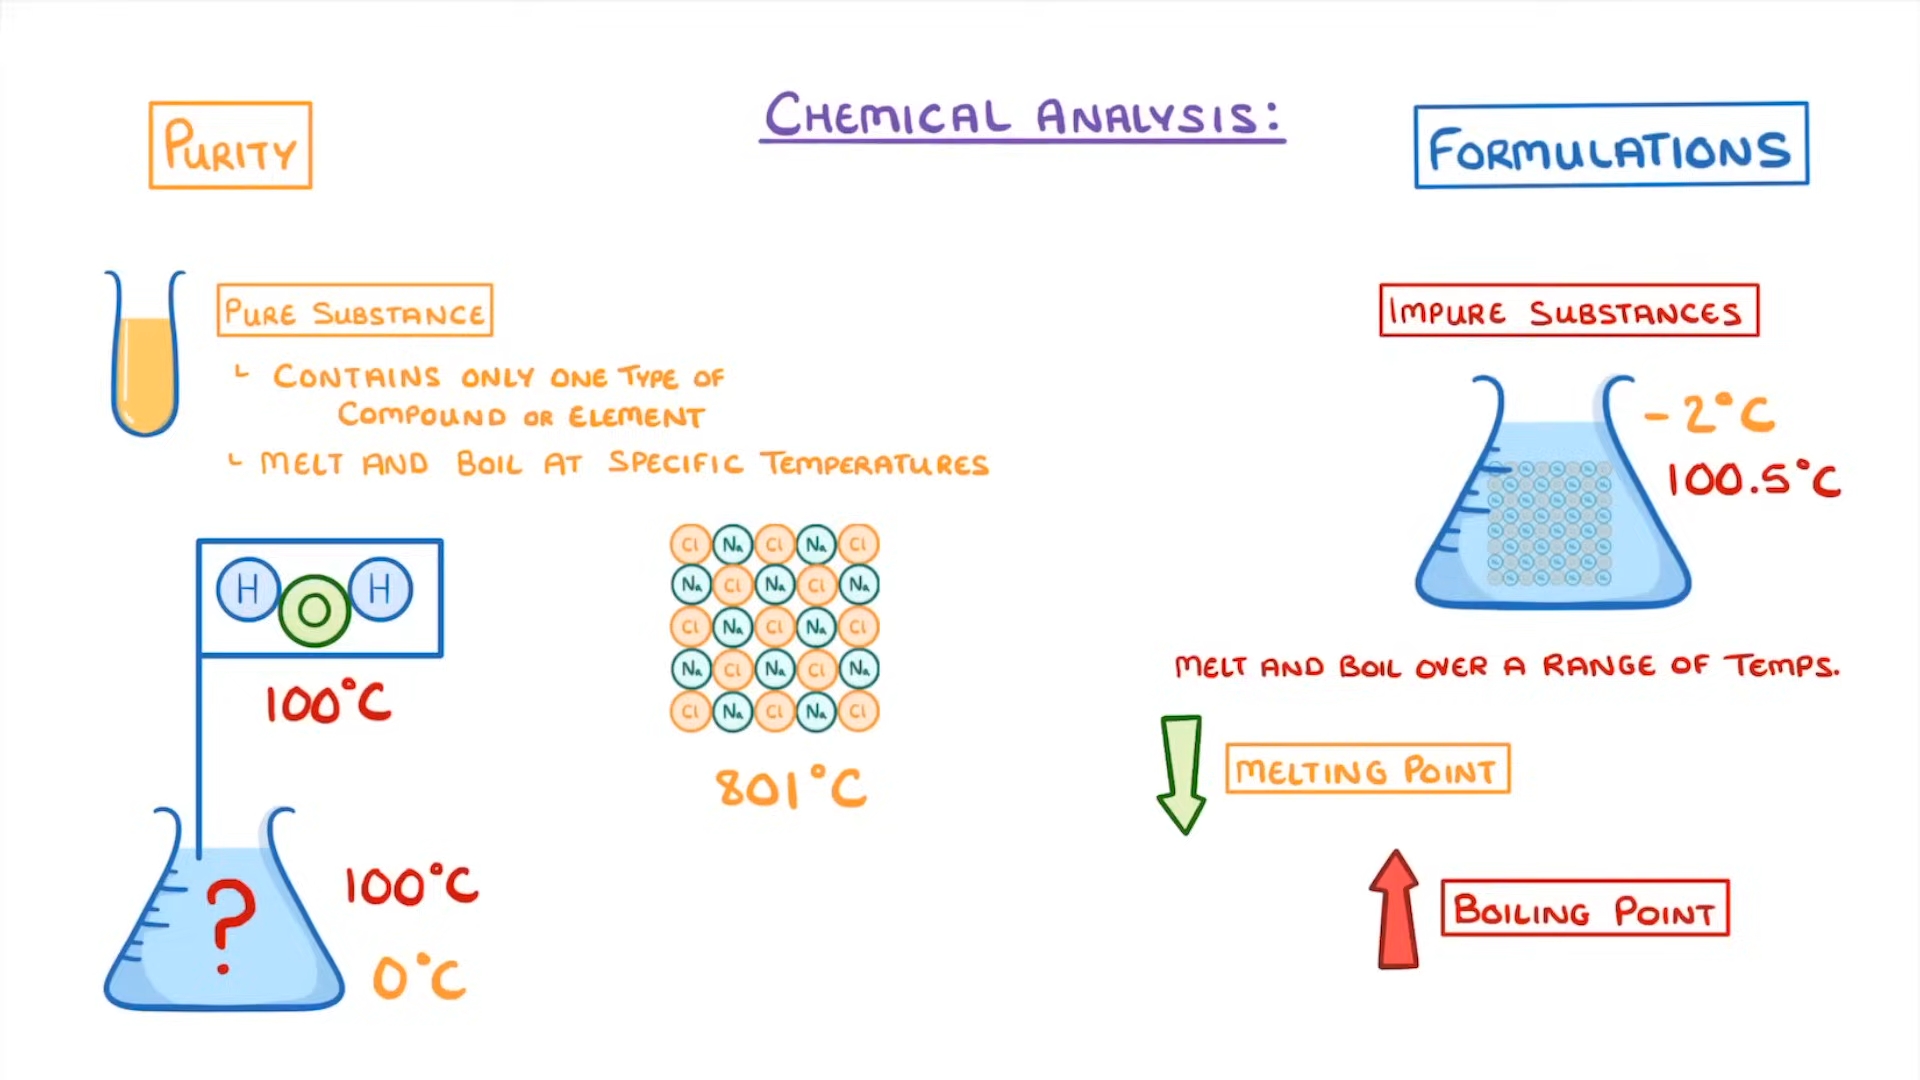 CHEMICAL ANALYSIS:
PURITY
FORMULATIONS
PURE SUBSTANCE
CONTAINS ONLY ONE TYPE OF
COMPOUND OR ELEMENT
MELT AND BOIL AT SPECIFIC TEMPERATURES
H O H
100°C
?
100°C
0°C
Cl Na Cl Na Cl
Na Cl Na Cl Na
Cl Na Cl Na Cl
Na Cl Na Cl Na
Cl Na Cl Na Cl
801°C
IMPURE SUBSTANCES
-2°C
100.5°C
MELT AND BOIL OVER A RANGE OF TEMPS.
MELTING POINT
BOILING POINT